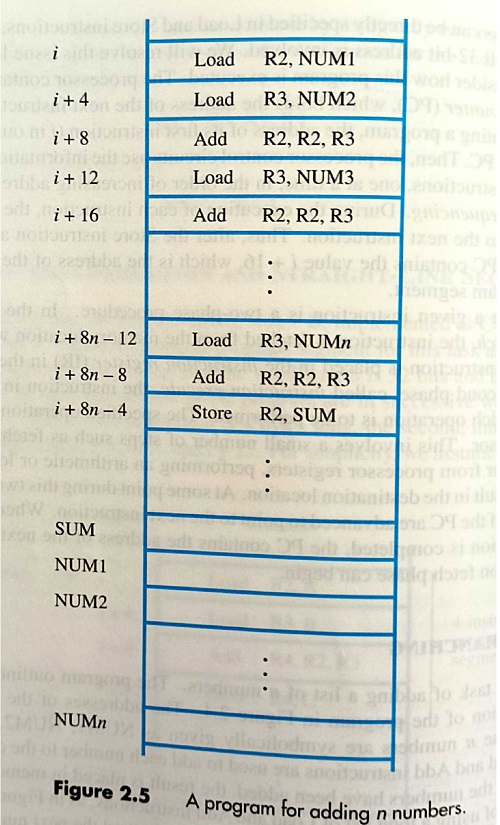 i Load R2, NUM1
i + 4 Load R3, NUM2
i + 8 Add R2, R2, R3
i + 12 Load R3, NUM3
i + 16 Add R2, R2, R3
i + 8n – 12 Load R3, NUMn
i + 8n – 8 Add R2, R2, R3
i + 8n – 4 Store R2, SUM
SUM
NUM1
NUM2
NUMn
Figure 2.5 A program for adding n numbers.